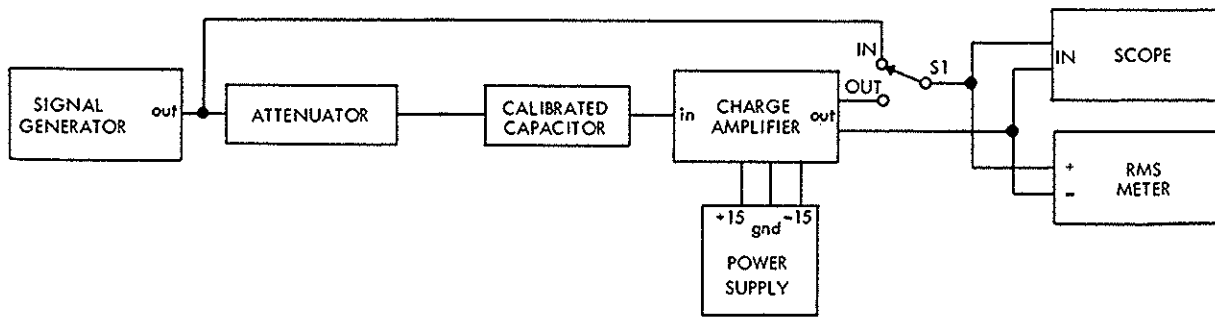 SIGNAL
GENERATOR
out
ATTENUATOR
CALIBRATED
CAPACITOR
in
CHARGE
AMPLIFIER
out
IN
OUT
S1
IN
SCOPE
+
-
RMS
METER
+15
gnd
-15
POWER
SUPPLY